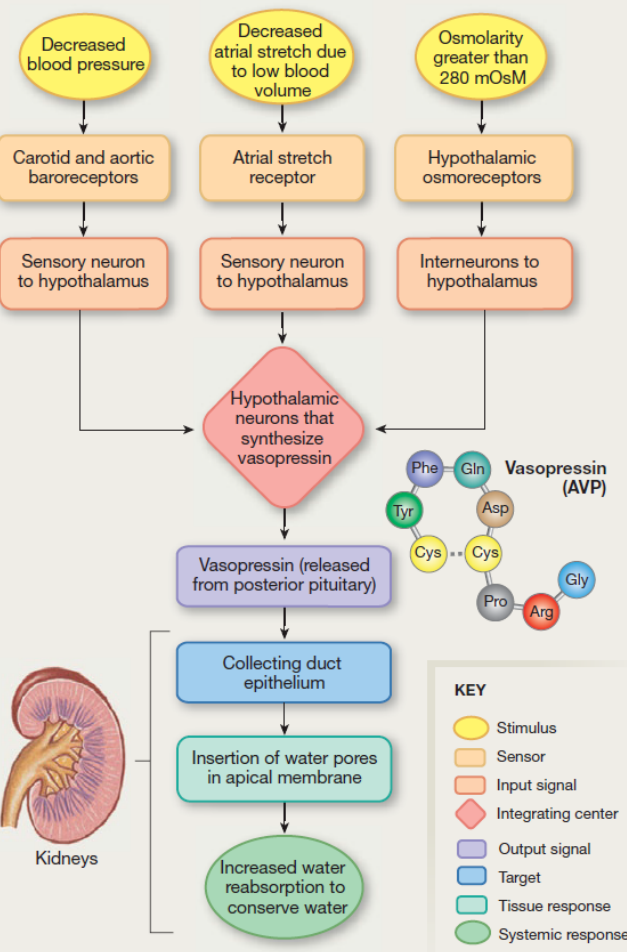 Decreased
blood pressure
Decreased
atrial stretch due
to low blood
volume
Osmolarity
greater than
280 mOsM
Carotid and aortic
baroreceptors
Atrial stretch
receptor
Hypothalamic
osmoreceptors
Sensory neuron
to hypothalamus
Sensory neuron
to hypothalamus
Interneurons to
hypothalamus
Hypothalamic
neurons that
synthesize
vasopressin
Phe
Gln
Tyr
Asp
Cys
Cys
Pro
Arg
Gly
Vasopressin
(AVP)
Vasopressin (released
from posterior pituitary)
Collecting duct
epithelium
Insertion of water pores
in apical membrane
Increased water
reabsorption to
conserve water
Kidneys
KEY
Stimulus
Sensor
Input signal
Integrating center
Output signal
Target
Tissue response
Systemic response